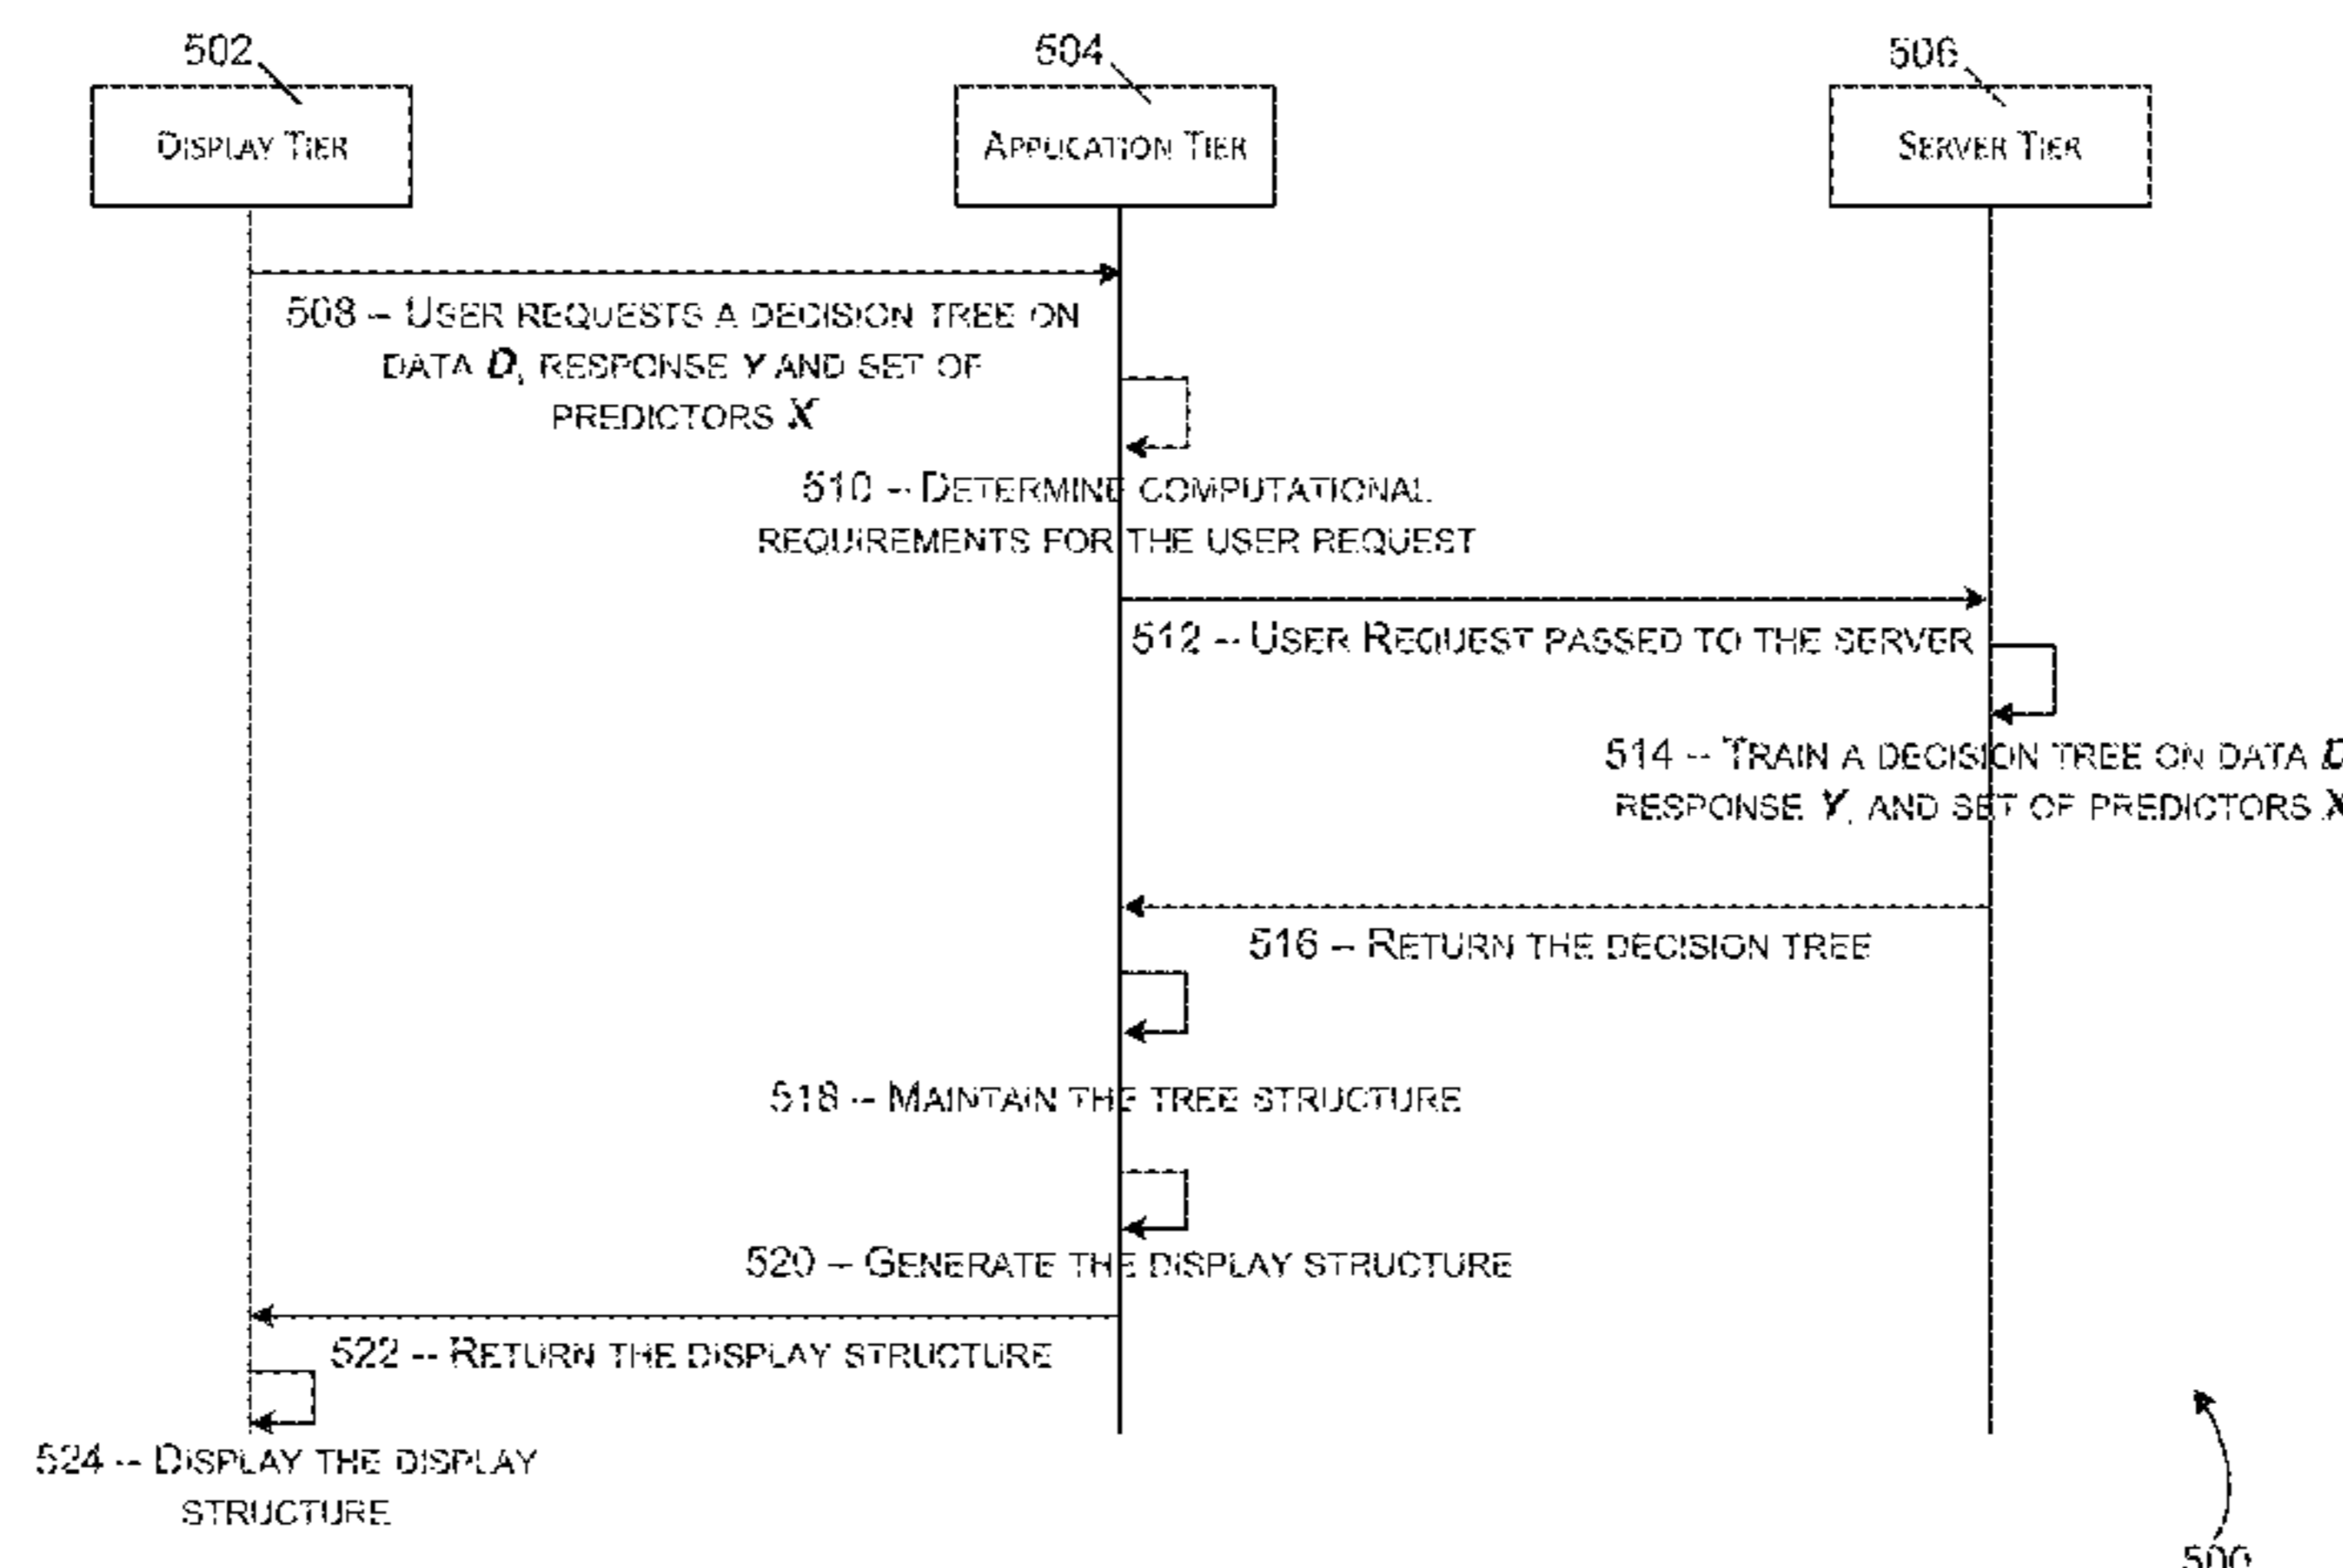 502
504
506
Display Tier
Application Tier
Server Tier
508 – User requests a decision tree on
data D, response Y and set of
predictors X
510 – Determine computational
requirements for the user request
512 – User Request passed to the server
514 – Train a decision tree on data D
response Y, and set of predictors X
516 – Return the decision tree
518 – Maintain the tree structure
520 – Generate the display structure
522 – Return the display structure
524 – Display the display
structure
500